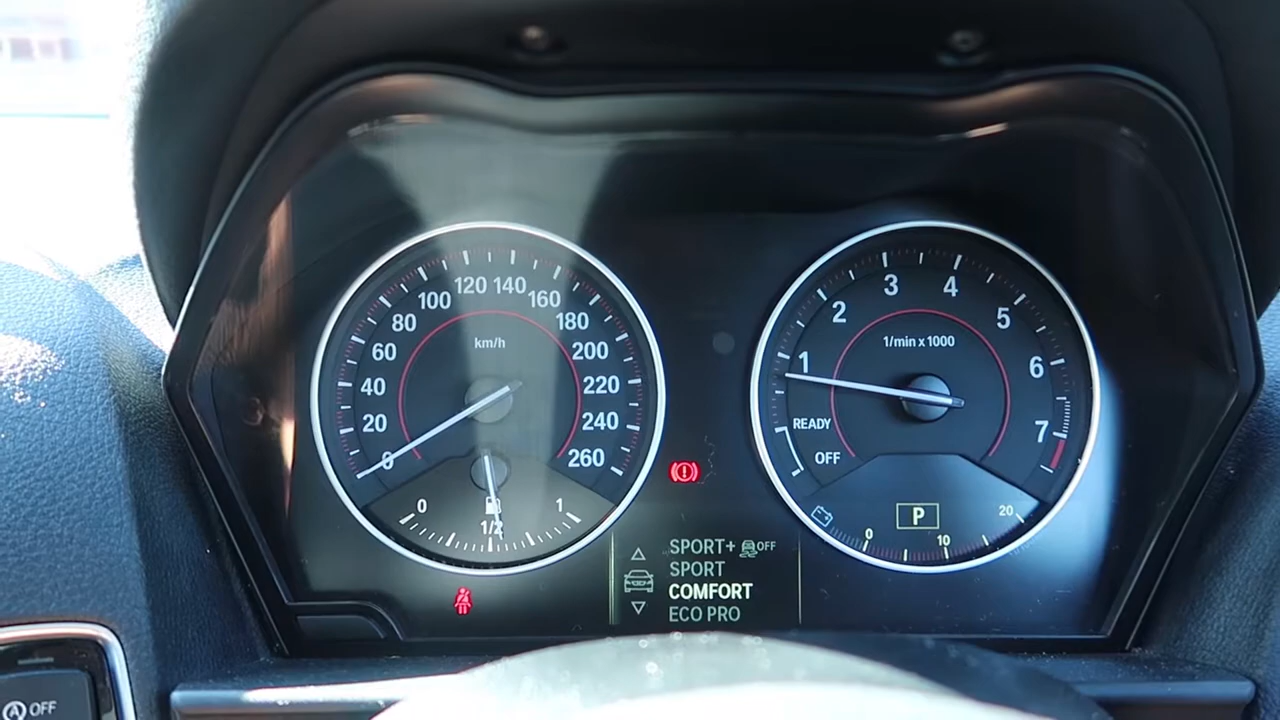 km/h
0
20
40
60
80
100
120
140
160
180
200
220
240
260
0
1/2
1
1/min x 1000
1
2
3
4
5
6
7
READY
OFF
P
0
10
20
SPORT+ OFF
SPORT
COMFORT
ECO PRO
A OFF